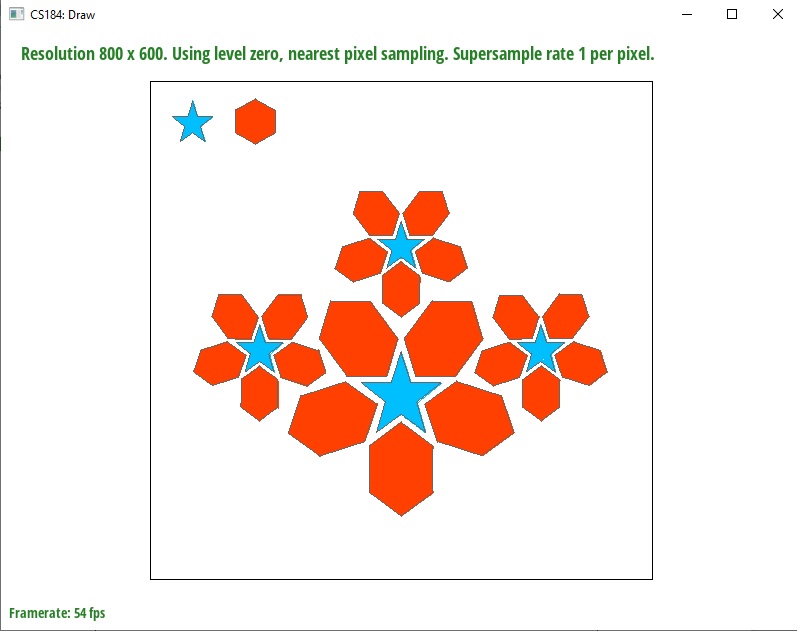 CS184: Draw
Resolution 800 x 600. Using level zero, nearest pixel sampling. Supersample rate 1 per pixel.
Framerate: 54 fps